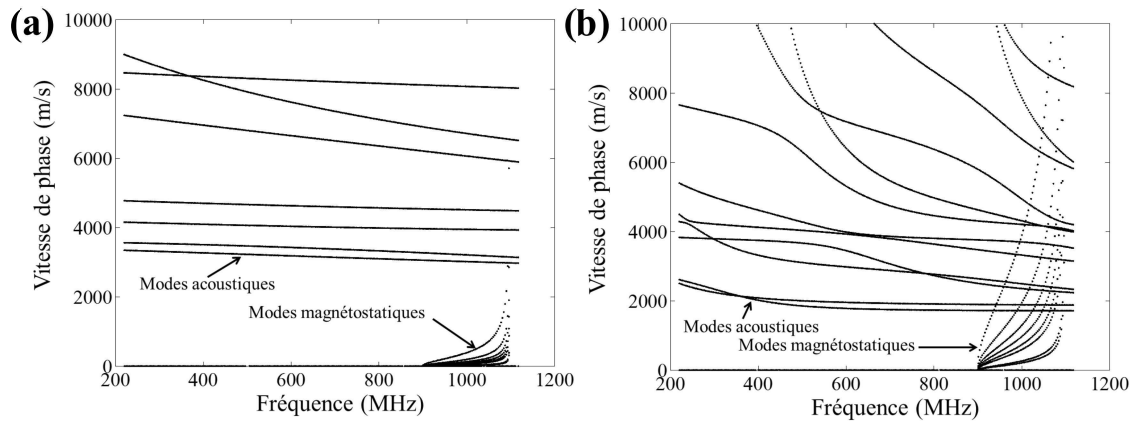 (a)
10000
8000
6000
4000
2000
0
Vitesse de phase (m/s)
Modes acoustiques
Modes magnétostatiques
200 400 600 800 1000 1200
Fréquence (MHz)
(b)
10000
8000
6000
4000
2000
0
Vitesse de phase (m/s)
Modes acoustiques
Modes magnétostatiques
200 400 600 800 1000 1200
Fréquence (MHz)